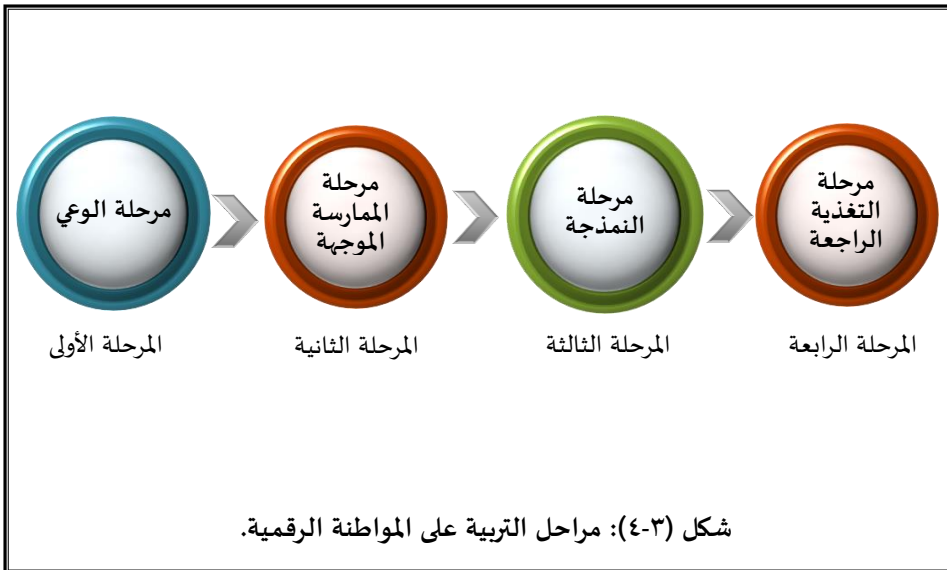 مرحلة الوعي
مرحلة
الممارسة
الموجهة
مرحلة
النمذجة
مرحلة
التغذية
الراجعة
المرحلة الأولى
المرحلة الثانية
المرحلة الثالثة
المرحلة الرابعة
شكل (٣-٤): مراحل التربية على المواطنة الرقمية.